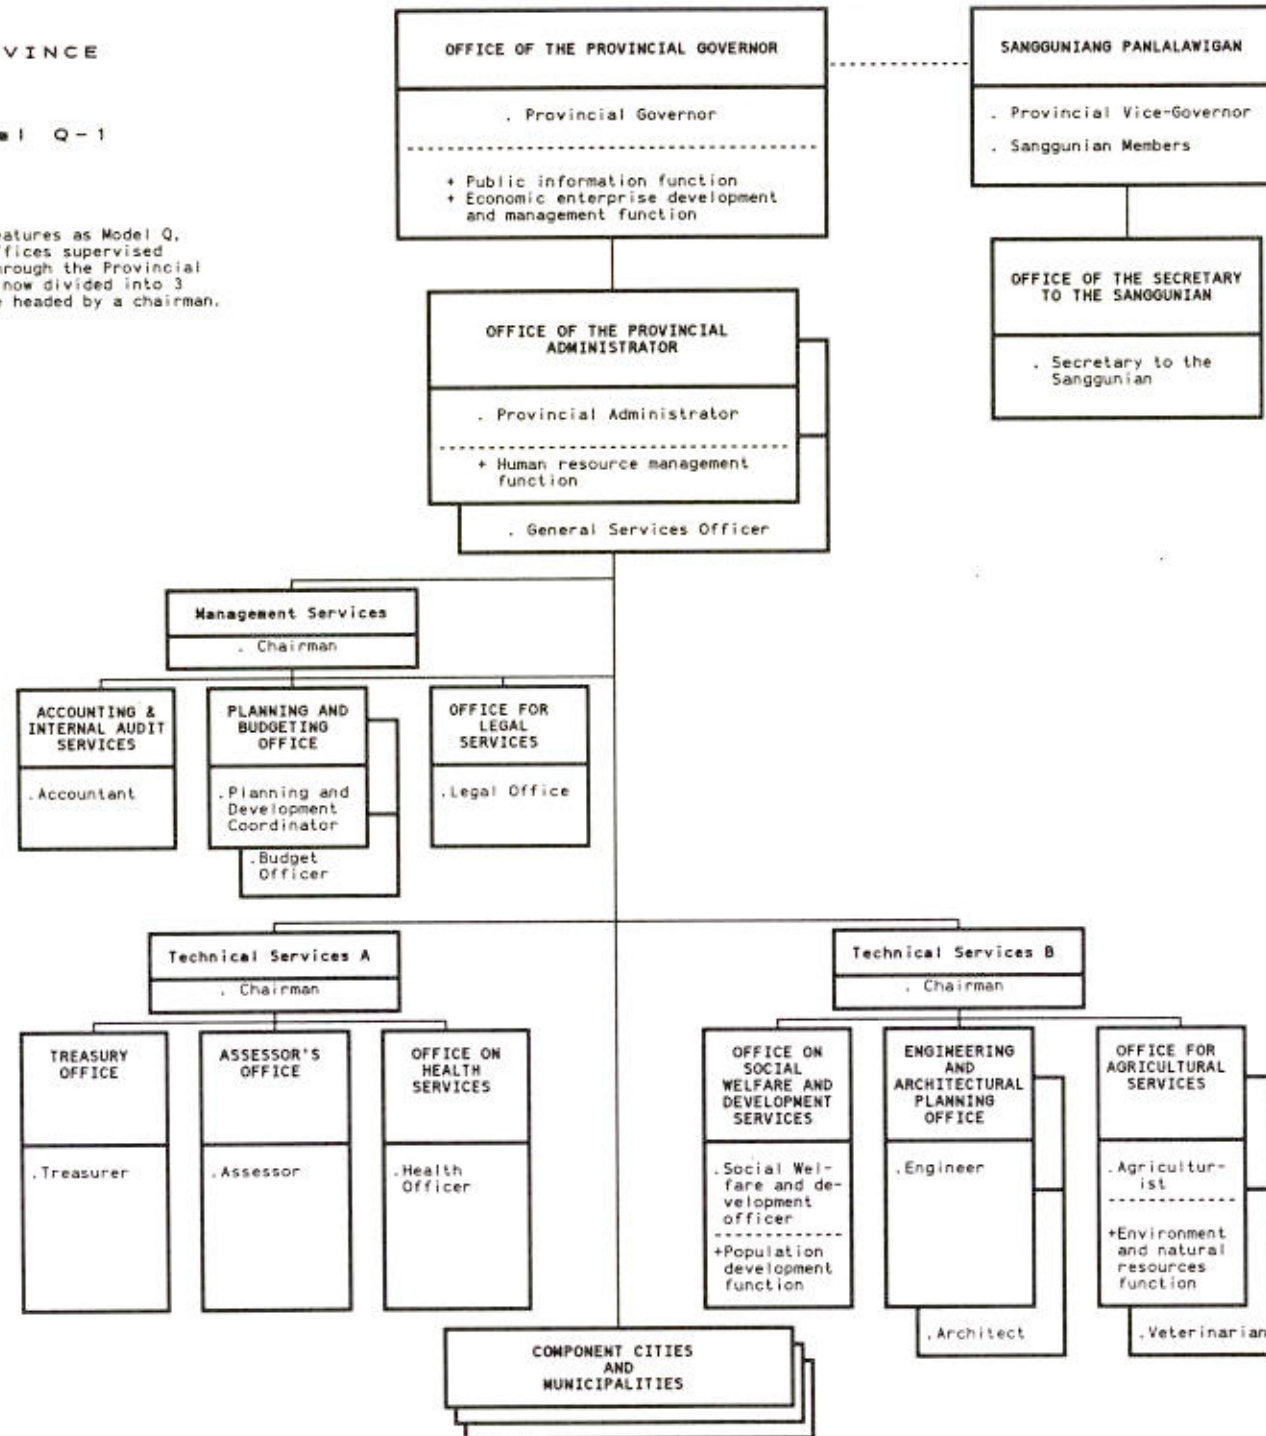 VINCE
OFFICE OF THE PROVINCIAL GOVERNOR
. Provincial Governor
+ Public information function
+ Economic enterprise development
and management function
SANGGUNIANG PANLALAWIGAN
. Provincial Vice-Governor
. Sanggunian Members
Q-1
eatures as Model Q,
ffices supervised
hrough the Provincial
now divided into 3
e headed by a chairman.
OFFICE OF THE SECRETARY
TO THE SANGGUNIAN
. Secretary to the
Sanggunian
OFFICE OF THE PROVINCIAL
ADMINISTRATOR
. Provincial Administrator
+ Human resource management
function
. General Services Officer
Management Services
. Chairman
ACCOUNTING &
INTERNAL AUDIT
SERVICES
.Accountant
PLANNING AND
BUDGETING
OFFICE
.Planning and
Development
Coordinator
.Budget
Officer
OFFICE FOR
LEGAL
SERVICES
.Legal Office
Technical Services A
. Chairman
TREASURY
OFFICE
.Treasurer
ASSESSOR'S
OFFICE
.Assessor
OFFICE ON
HEALTH
SERVICES
.Health
Officer
Technical Services B
. Chairman
OFFICE ON
SOCIAL
WELFARE AND
DEVELOPMENT
SERVICES
.Social Wel-
fare and de-
velopment
officer
+Population
development
function
ENGINEERING
AND
ARCHITECTURAL
PLANNING
OFFICE
.Engineer
.Architect
OFFICE FOR
AGRICULTURAL
SERVICES
.Agricultur-
ist
+Environment
and natural
resources
function
.Veterinarian
COMPONENT CITIES
AND
MUNICIPALITIES